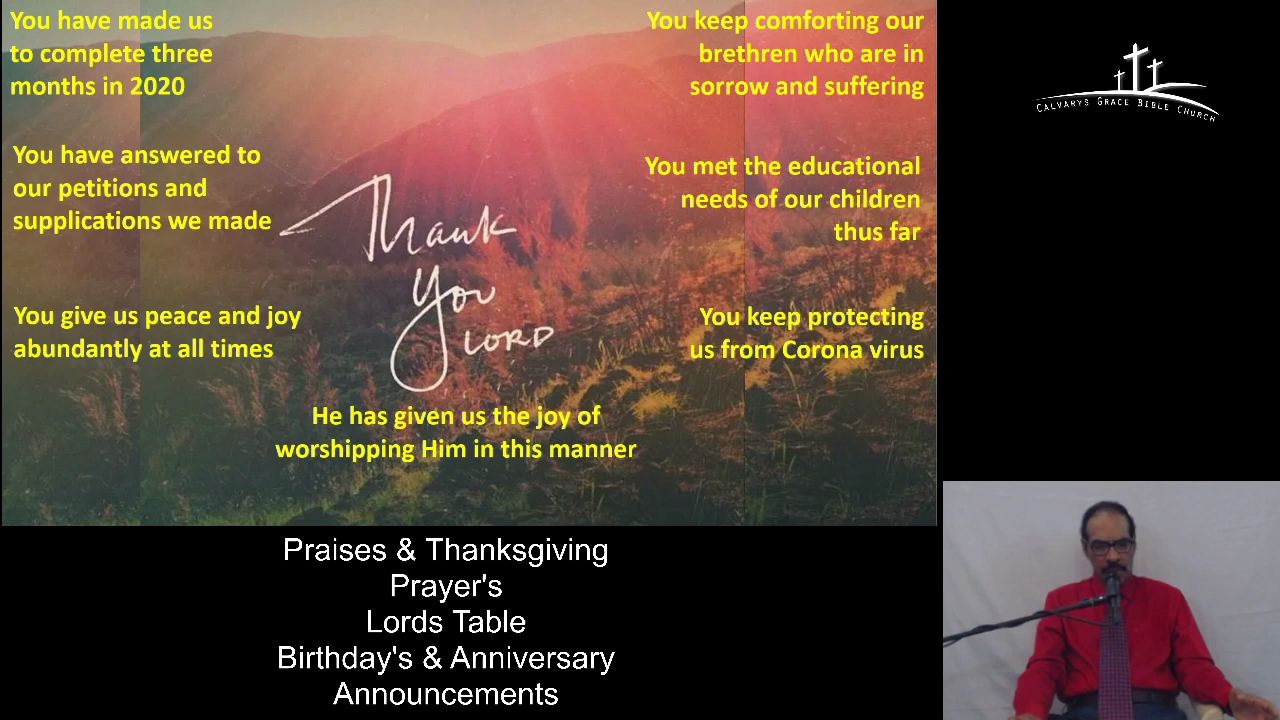 You have made us
to complete three
months in 2020
You have answered to
our petitions and
supplications we made
You give us peace and joy
abundantly at all times
Thank
You
LORD
He has given us the joy of
worshipping Him in this manner
You keep comforting our
brethren who are in
sorrow and suffering
You met the educational
needs of our children
thus far
You keep protecting
us from Corona virus
CALVARYS GRACE BIBLE CHURCH
Praises & Thanksgiving
Prayer's
Lords Table
Birthday's & Anniversary
Announcements